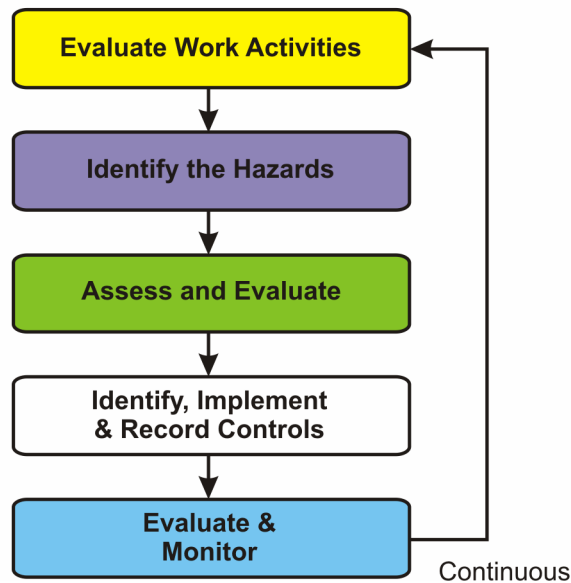 Evaluate Work Activities
Identify the Hazards
Assess and Evaluate
Identify, Implement
& Record Controls
Evaluate &
Monitor
Continuous